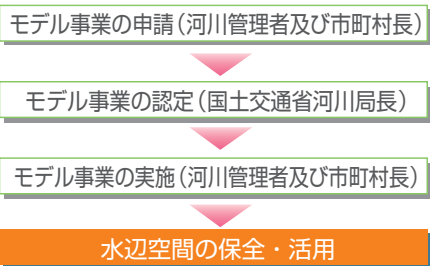 モデル事業の申請(河川管理者及び市町村長)
モデル事業の認定(国土交通省河川局長)
モデル事業の実施(河川管理者及び市町村長)
水辺空間の保全・活用